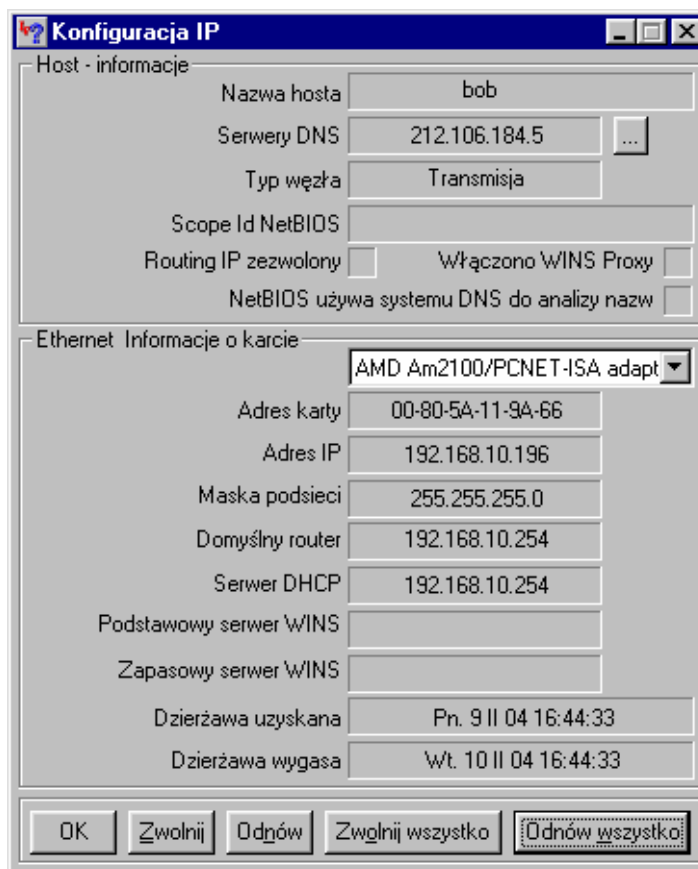 Konfiguracja IP
Host - informacje
Nazwa hosta bob
Serwery DNS 212.106.184.5 ...
Typ węzła Transmisja
Scope Id NetBIOS
Routing IP zezwolony Włączono WINS Proxy
NetBIOS używa systemu DNS do analizy nazw
Ethernet Informacje o karcie
AMD Am2100/PCNET-ISA adapt
Adres karty 00-80-5A-11-9A-66
Adres IP 192.168.10.196
Maska podsieci 255.255.255.0
Domyślny router 192.168.10.254
Serwer DHCP 192.168.10.254
Podstawowy serwer WINS
Zapasowy serwer WINS
Dzierżawa uzyskana Pn. 9 II 04 16:44:33
Dzierżawa wygasa Wt. 10 II 04 16:44:33
OK Zwolnij Odnów Zwolnij wszystko Odnów wszystko